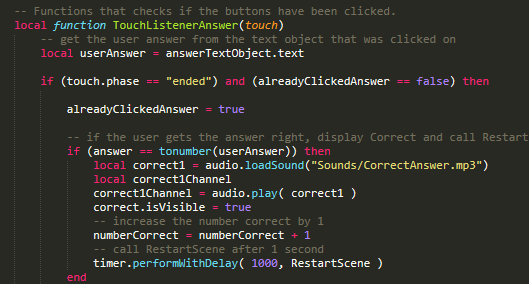 -- Functions that checks if the buttons have been clicked.
local function TouchListenerAnswer(touch)
-- get the user answer from the text object that was clicked on
local userAnswer = answerTextObject.text
if (touch.phase == "ended") and (alreadyClickedAnswer == false) then
alreadyClickedAnswer = true
-- if the user gets the answer right, display Correct and call Restart
if (answer == tonumber(userAnswer)) then
local correct1 = audio.loadSound("Sounds/CorrectAnswer.mp3")
local correct1Channel
correct1Channel = audio.play( correct1 )
correct.isVisible = true
-- increase the number correct by 1
numberCorrect = numberCorrect + 1
-- call RestartScene after 1 second
timer.performWithDelay( 1000, RestartScene )
end